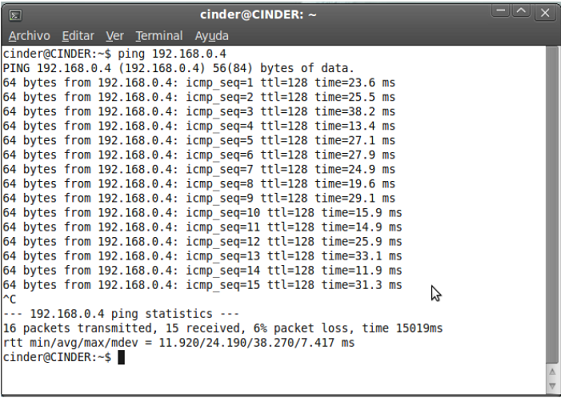 cinder@CINDER: ~
Archivo Editar Ver Terminal Ayuda
cinder@CINDER:~$ ping 192.168.0.4
PING 192.168.0.4 (192.168.0.4) 56(84) bytes of data.
64 bytes from 192.168.0.4: icmp_seq=1 ttl=128 time=23.6 ms
64 bytes from 192.168.0.4: icmp_seq=2 ttl=128 time=25.5 ms
64 bytes from 192.168.0.4: icmp_seq=3 ttl=128 time=38.2 ms
64 bytes from 192.168.0.4: icmp_seq=4 ttl=128 time=13.4 ms
64 bytes from 192.168.0.4: icmp_seq=5 ttl=128 time=27.1 ms
64 bytes from 192.168.0.4: icmp_seq=6 ttl=128 time=27.9 ms
64 bytes from 192.168.0.4: icmp_seq=7 ttl=128 time=24.9 ms
64 bytes from 192.168.0.4: icmp_seq=8 ttl=128 time=19.6 ms
64 bytes from 192.168.0.4: icmp_seq=9 ttl=128 time=29.1 ms
64 bytes from 192.168.0.4: icmp_seq=10 ttl=128 time=15.9 ms
64 bytes from 192.168.0.4: icmp_seq=11 ttl=128 time=14.9 ms
64 bytes from 192.168.0.4: icmp_seq=12 ttl=128 time=25.9 ms
64 bytes from 192.168.0.4: icmp_seq=13 ttl=128 time=33.1 ms
64 bytes from 192.168.0.4: icmp_seq=14 ttl=128 time=11.9 ms
64 bytes from 192.168.0.4: icmp_seq=15 ttl=128 time=31.3 ms
^C
--- 192.168.0.4 ping statistics ---
16 packets transmitted, 15 received, 6% packet loss, time 15019ms
rtt min/avg/max/mdev = 11.920/24.190/38.270/7.417 ms
cinder@CINDER:~$